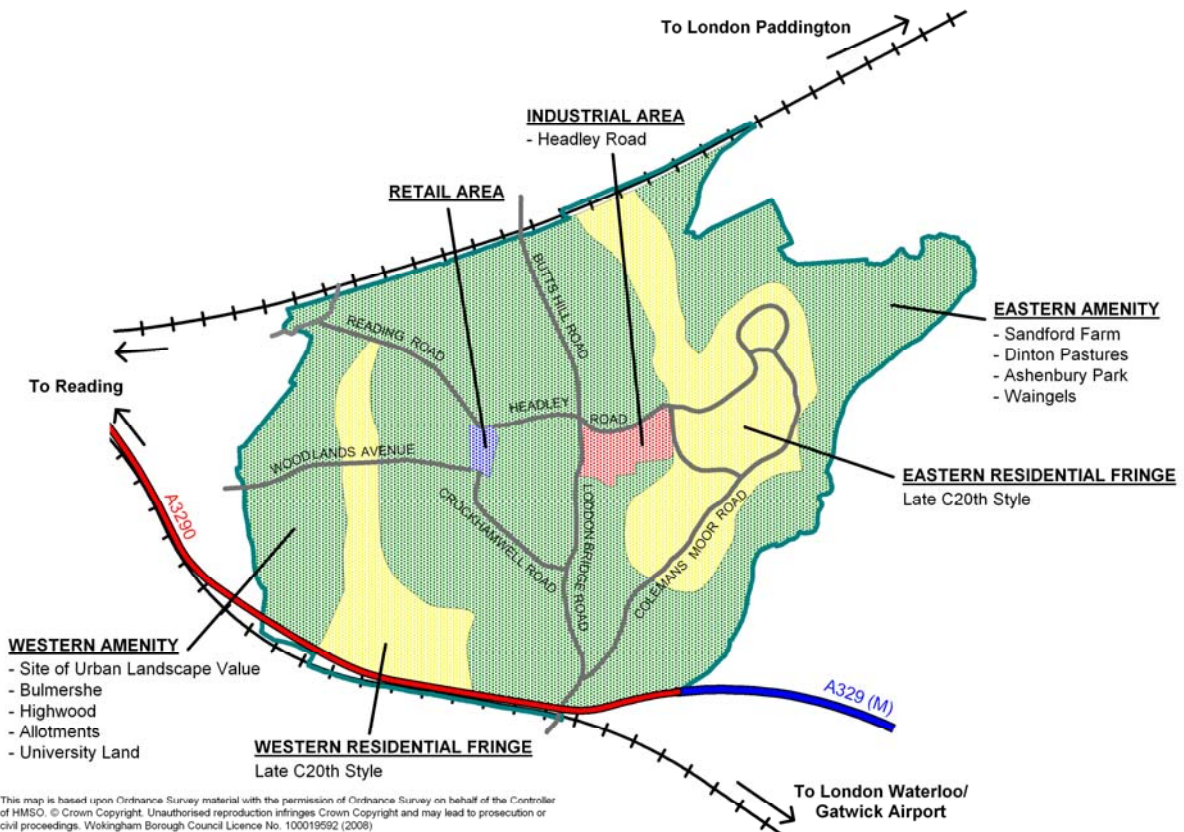 To London Paddington
INDUSTRIAL AREA
- Headley Road
RETAIL AREA
BUTTS HILL ROAD
READING ROAD
EASTERN AMENITY
- Sandford Farm
- Dinton Pastures
- Ashenbury Park
- Waingels
To Reading
HEADLEY ROAD
WOODLANDS AVENUE
EASTERN RESIDENTIAL FRINGE
Late C20th Style
A3290
CROCKHAMWELL ROAD
LODDON BRIDGE ROAD
COLEMANS MOOR ROAD
WESTERN AMENITY
- Site of Urban Landscape Value
- Bulmershe
- Highwood
- Allotments
- University Land
A329 (M)
WESTERN RESIDENTIAL FRINGE
Late C20th Style
To London Waterloo/
Gatwick Airport
This map is based upon Ordnance Survey material with the permission of Ordnance Survey on behalf of the Controller
of HMSO. © Crown Copyright. Unauthorised reproduction infringes Crown Copyright and may lead to prosecution or
civil proceedings. Wokingham Borough Council Licence No. 100019592 (2008)